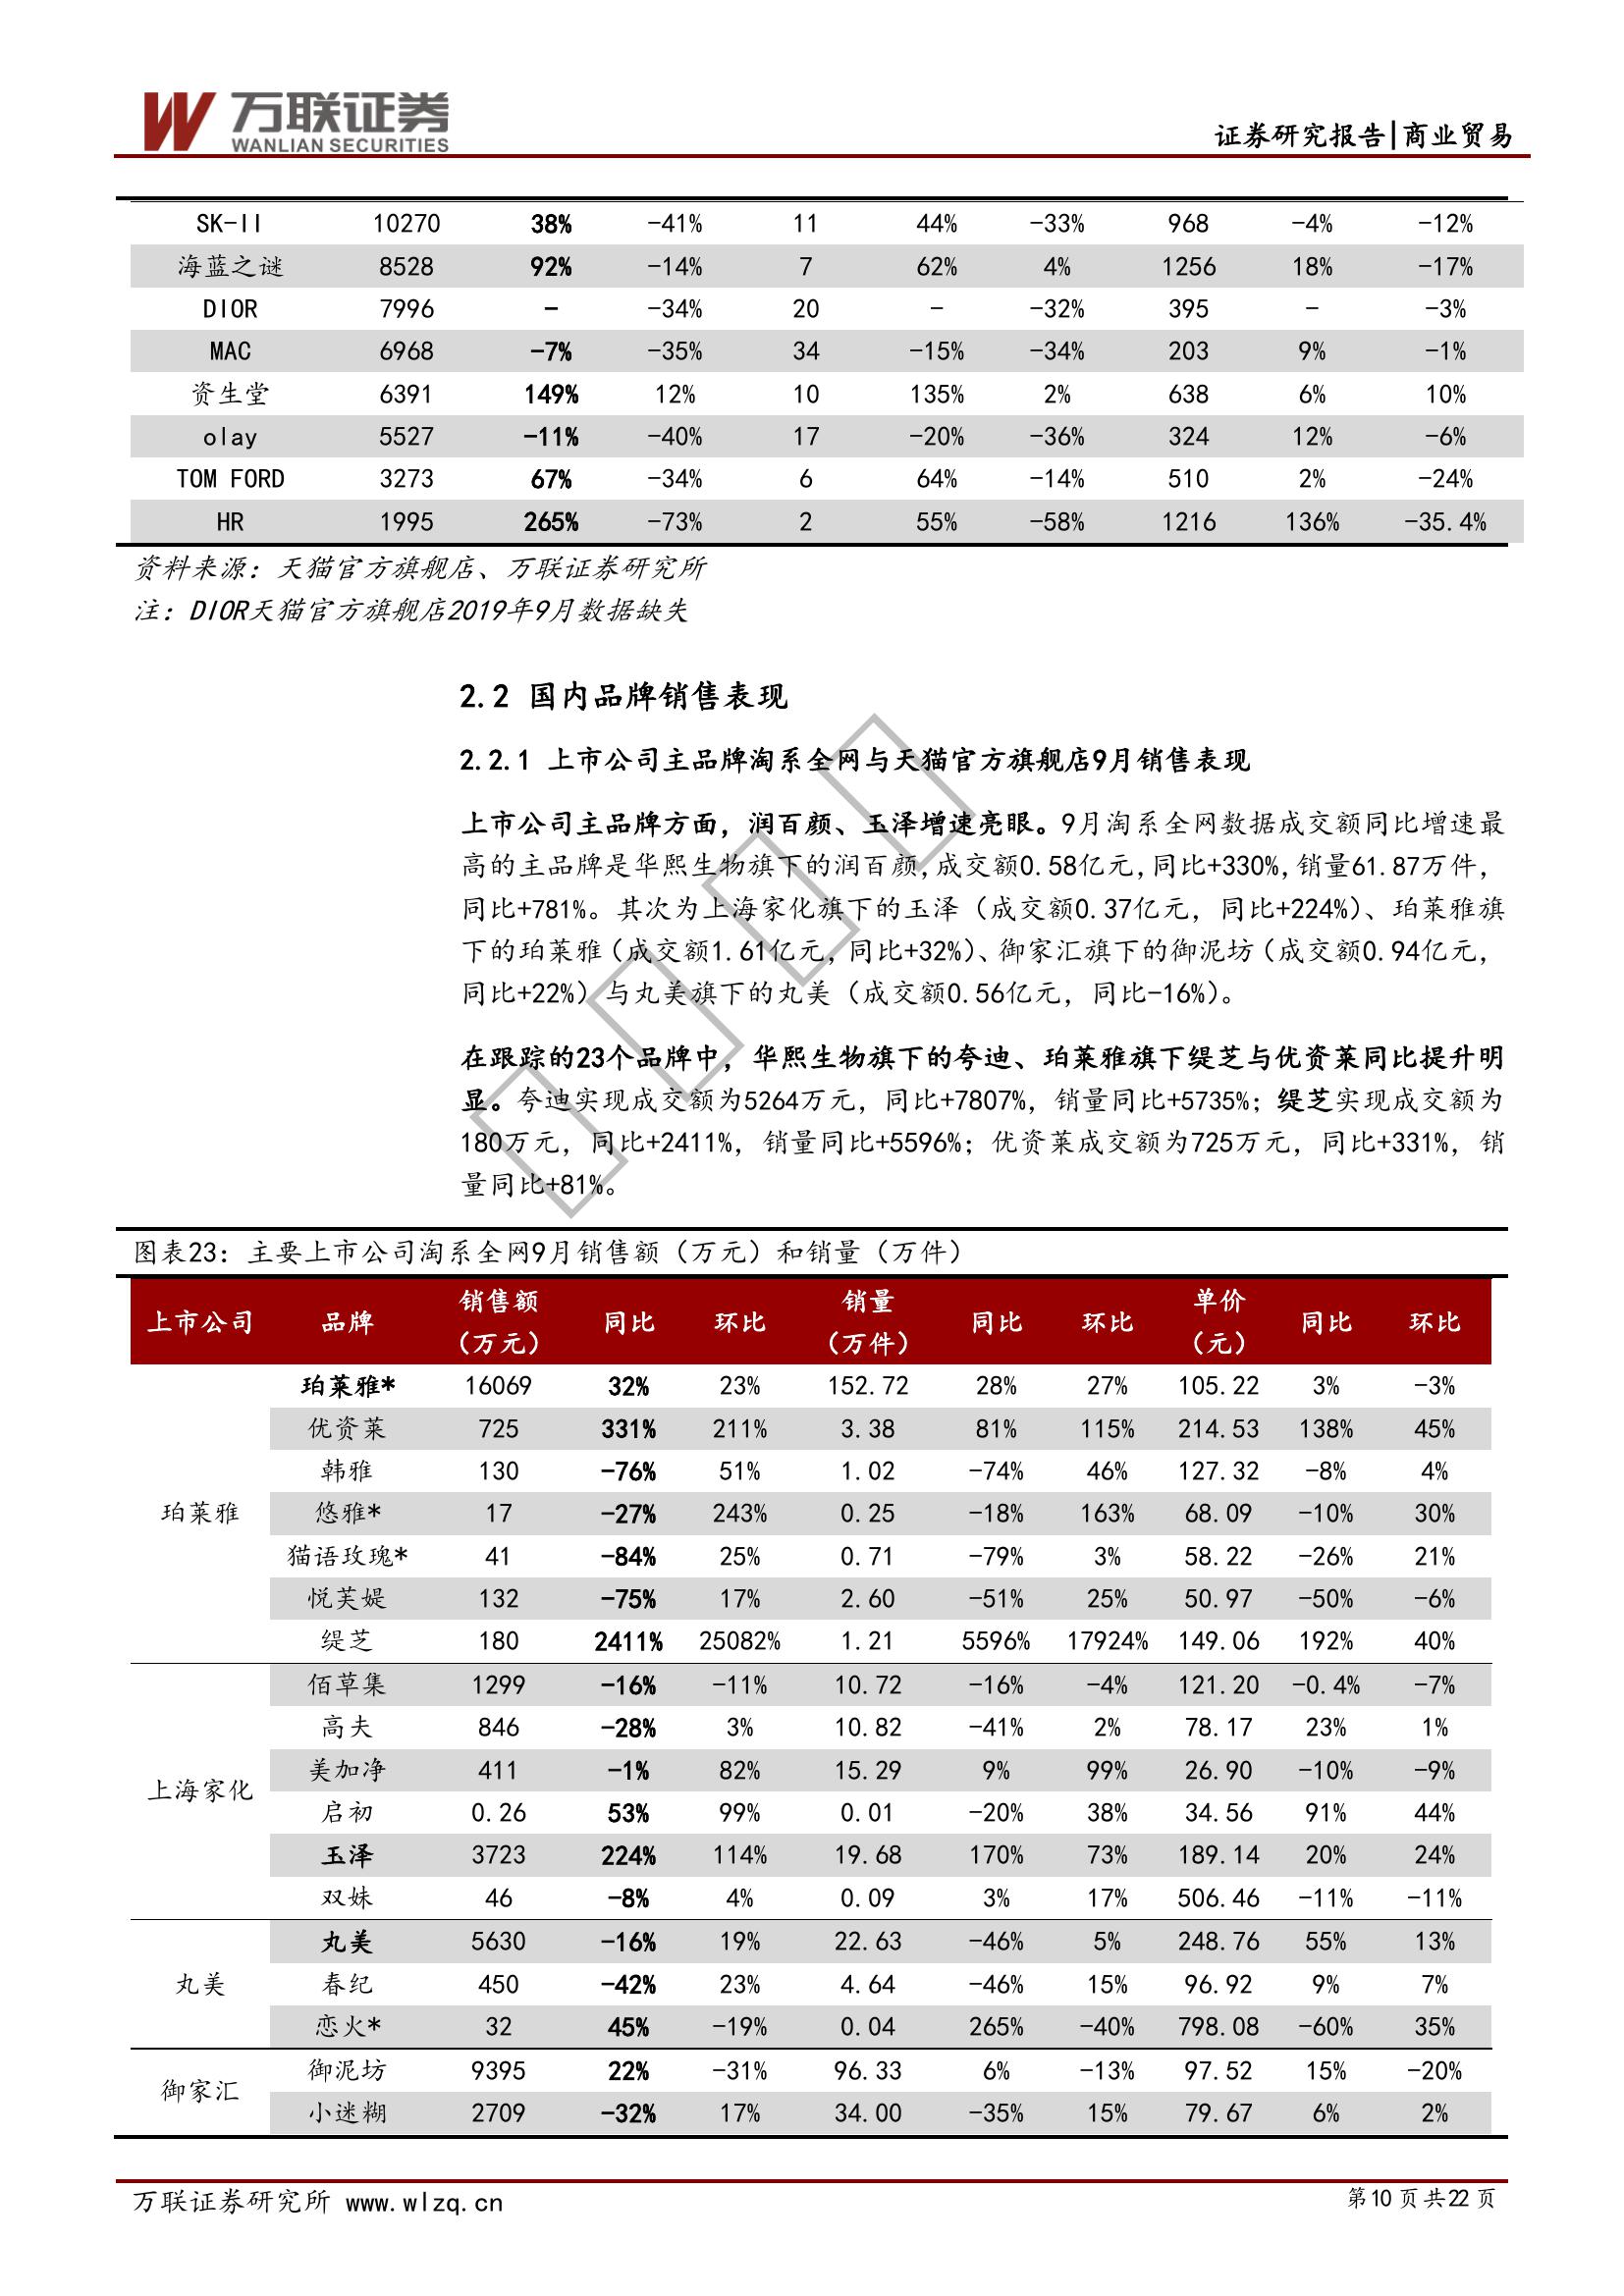 万联证券
WANLIAN SECURITIES
证券研究报告|商业贸易
SK-II 10270 38% -41% 11 44% -33% 968 -4% -12%
海蓝之谜 8528 92% -14% 7 62% 4% 1256 18% -17%
DIOR 7996 - -34% 20 - -32% 395 - -3%
MAC 6968 -7% -35% 34 -15% -34% 203 9% -1%
资生堂 6391 149% 12% 10 135% 2% 638 6% 10%
olay 5527 -11% -40% 17 -20% -36% 324 12% -6%
TOM FORD 3273 67% -34% 6 64% -14% 510 2% -24%
HR 1995 265% -73% 2 55% -58% 1216 136% -35.4%
资料来源：天猫官方旗舰店、万联证券研究所
注：DIOR天猫官方旗舰店2019年9月数据缺失
2.2 国内品牌销售表现
2.2.1 上市公司主品牌淘系全网与天猫官方旗舰店9月销售表现
上市公司主品牌方面，润百颜、玉泽增速亮眼。9月淘系全网数据成交额同比增速最
高的主品牌是华熙生物旗下的润百颜，成交额0.58亿元，同比+330%，销量61.87万件，
同比+781%。其次为上海家化旗下的玉泽（成交额0.37亿元，同比+224%）、珀莱雅旗
下的珀莱雅（成交额1.61亿元，同比+32%）、御家汇旗下的御泥坊（成交额0.94亿元，
同比+22%）与丸美旗下的丸美（成交额0.56亿元，同比-16%）。
在跟踪的23个品牌中，华熙生物旗下的夸迪、珀莱雅旗下缇芝与优资莱同比提升明
显。夸迪实现成交额为5264万元，同比+7807%，销量同比+5735%；缇芝实现成交额为
180万元，同比+2411%，销量同比+5596%；优资莱成交额为725万元，同比+331%，销
量同比+81%。
图表23：主要上市公司淘系全网9月销售额（万元）和销量（万件）
上市公司 品牌 销售额（万元） 同比 环比 销量（万件） 同比 环比 单价（元） 同比 环比
珀莱雅* 16069 32% 23% 152.72 28% 27% 105.22 3% -3%
优资莱 725 331% 211% 3.38 81% 115% 214.53 138% 45%
韩雅 130 -76% 51% 1.02 -74% 46% 127.32 -8% 4%
珀莱雅 悠雅* 17 -27% 243% 0.25 -18% 163% 68.09 -10% 30%
猫语玫瑰* 41 -84% 25% 0.71 -79% 3% 58.22 -26% 21%
悦芙媞 132 -75% 17% 2.60 -51% 25% 50.97 -50% -6%
缇芝 180 2411% 25082% 1.21 5596% 17924% 149.06 192% 40%
佰草集 1299 -16% -11% 10.72 -16% -4% 121.20 -0.4% -7%
高夫 846 -28% 3% 10.82 -41% 2% 78.17 23% 1%
上海家化 美加净 411 -1% 82% 15.29 9% 99% 26.90 -10% -9%
启初 0.26 53% 99% 0.01 -20% 38% 34.56 91% 44%
玉泽 3723 224% 114% 19.68 170% 73% 189.14 20% 24%
双妹 46 -8% 4% 0.09 3% 17% 506.46 -11% -11%
丸美 5630 -16% 19% 22.63 -46% 5% 248.76 55% 13%
丸美 春纪 450 -42% 23% 4.64 -46% 15% 96.92 9% 7%
恋火* 32 45% -19% 0.04 265% -40% 798.08 -60% 35%
御家汇 御泥坊 9395 22% -31% 96.33 6% -13% 97.52 15% -20%
小迷糊 2709 -32% 17% 34.00 -35% 15% 79.67 6% 2%
万联证券研究所 www.wlzq.cn
第10页共22页